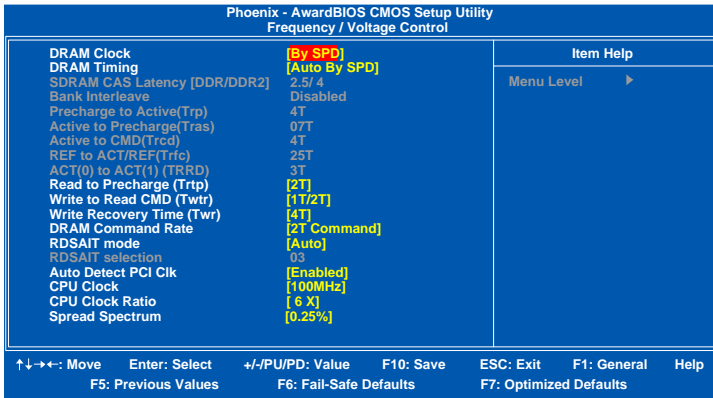 Phoenix - AwardBIOS CMOS Setup Utility
Frequency / Voltage Control
DRAM Clock [By SPD]
DRAM Timing [Auto By SPD]
SDRAM CAS Latency [DDR/DDR2] 2.5/ 4
Bank Interleave Disabled
Precharge to Active(Trp) 4T
Active to Precharge(Tras) 07T
Active to CMD(Trcd) 4T
REF to ACT/REF(Trfc) 25T
ACT(0) to ACT(1) (TRRD) 3T
Read to Precharge (Trtp) [2T]
Write to Read CMD (Twtr) [1T/2T]
Write Recovery Time (Twr) [4T]
DRAM Command Rate [2T Command]
RDSAIT mode [Auto]
RDSAIT selection 03
Auto Detect PCI Clk [Enabled]
CPU Clock [100MHz]
CPU Clock Ratio [ 6 X]
Spread Spectrum [0.25%]
Item Help
Menu Level ▶
↑↓→←: Move Enter: Select +/-/PU/PD: Value F10: Save ESC: Exit F1: General Help
F5: Previous Values F6: Fail-Safe Defaults F7: Optimized Defaults